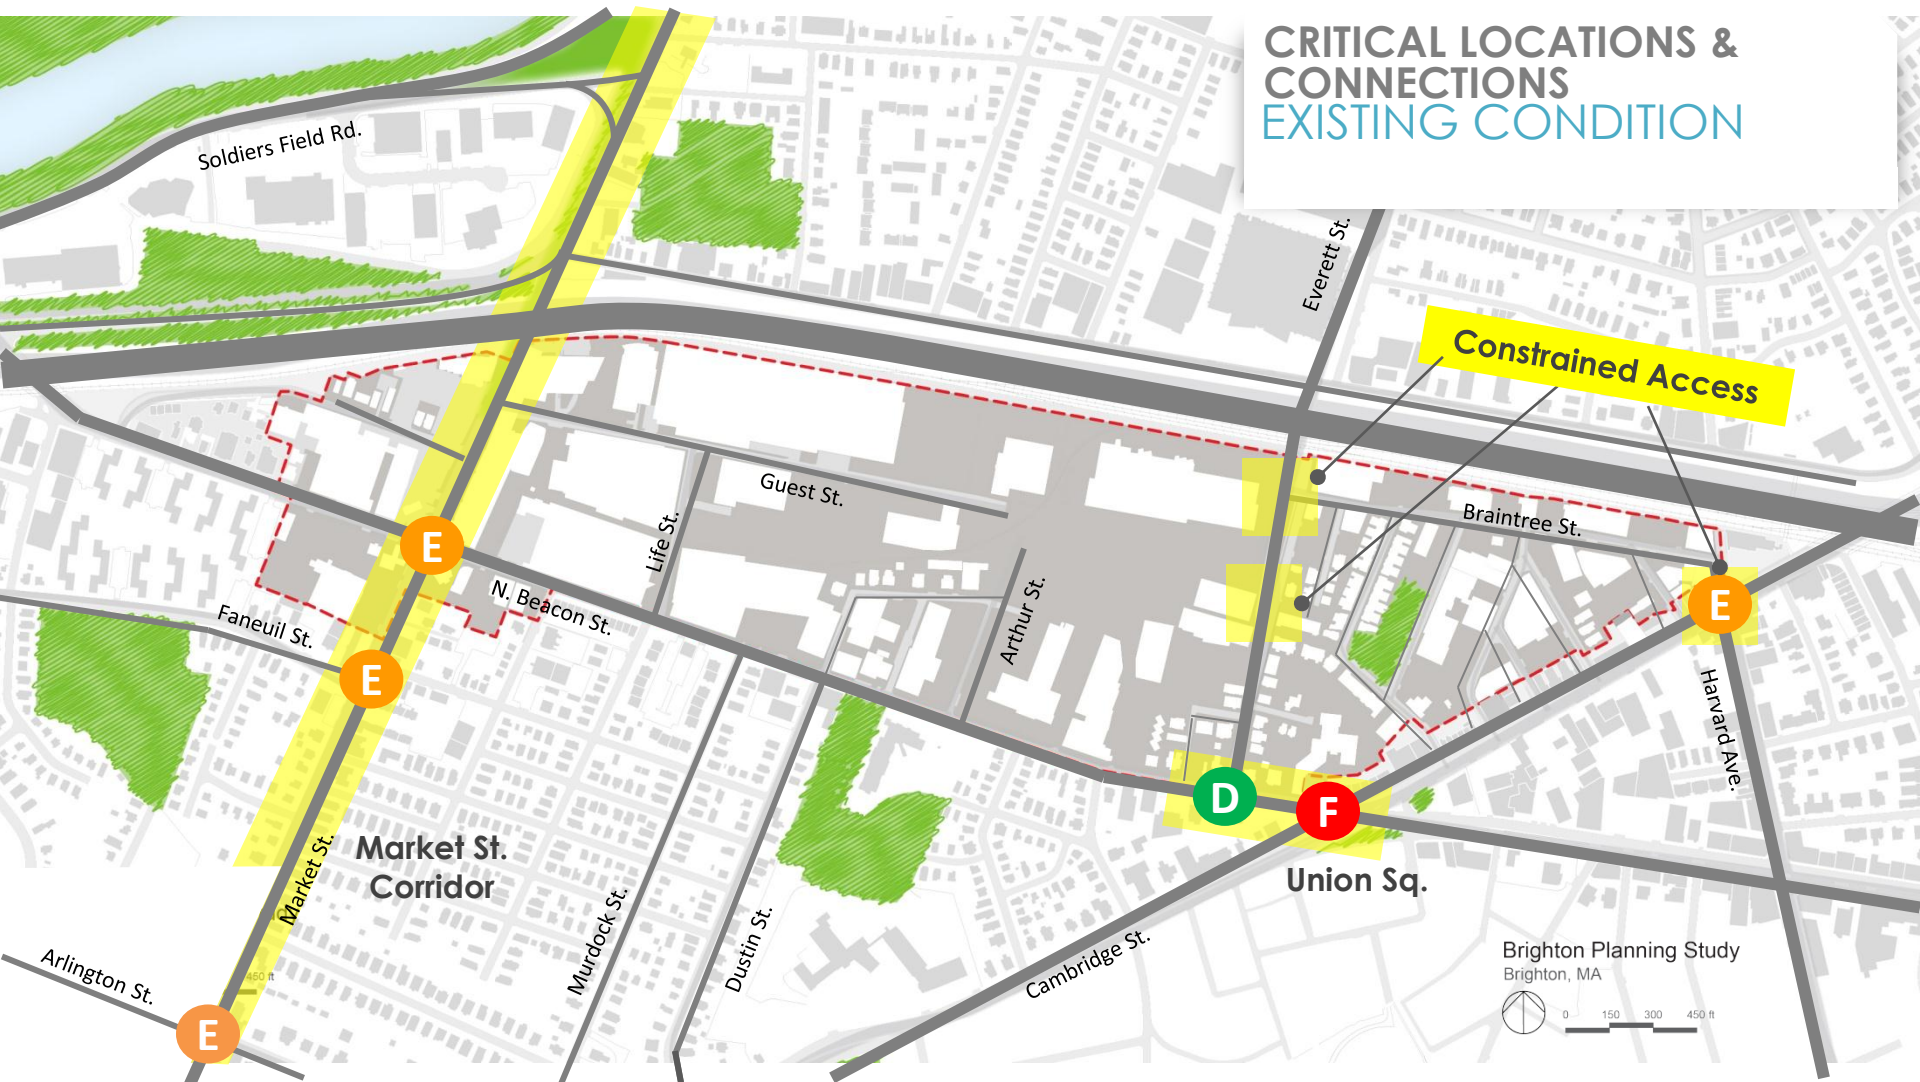 CRITICAL LOCATIONS &
CONNECTIONS
EXISTING CONDITION
Soldiers Field Rd.
Everett St.
Constrained Access
Guest St.
Life St.
Braintree St.
N. Beacon St.
Arthur St.
Faneuil St.
E
E
E
E
D
F
Harvard Ave.
Market St.
Market St.
Corridor
Union Sq.
Murdock St.
Dustin St.
Cambridge St.
Arlington St.
450 ft
Brighton Planning Study
Brighton, MA
0 150 300 450 ft